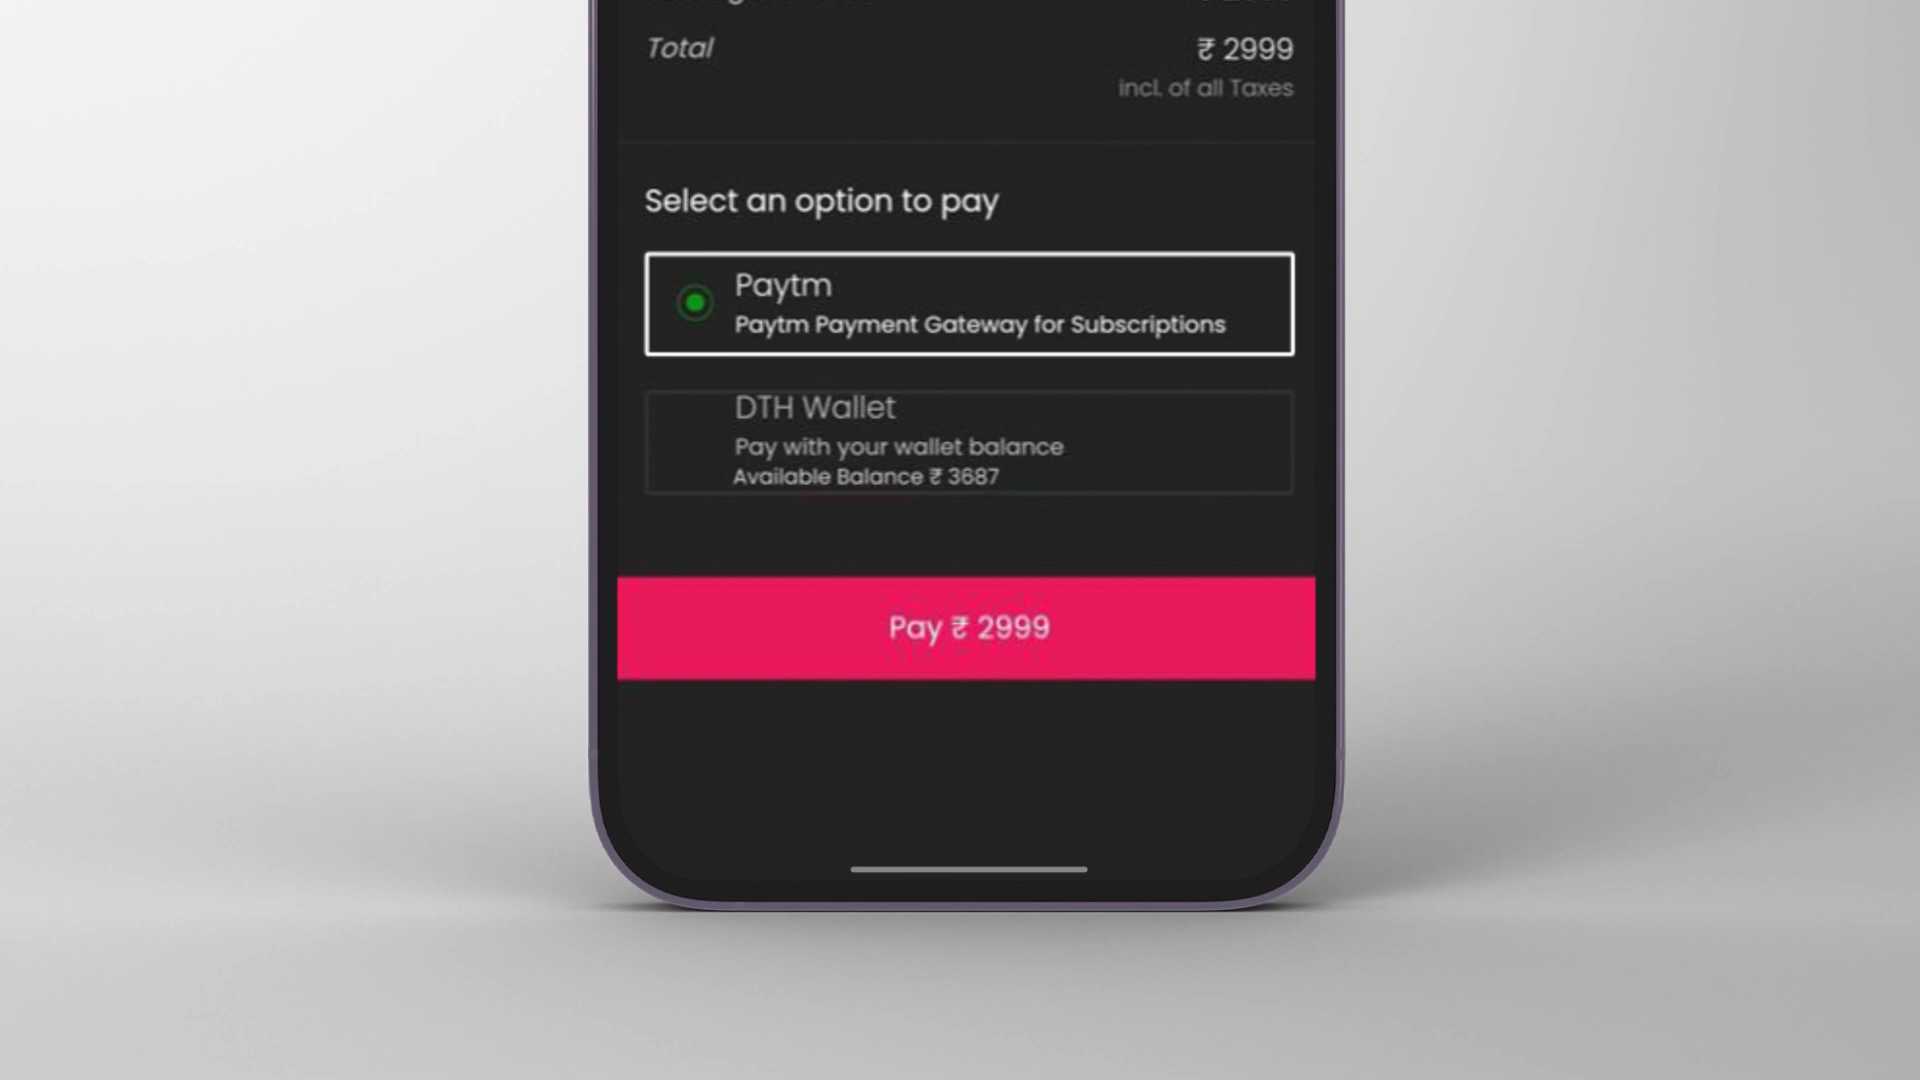 Total
₹ 2999
incl. of all Taxes
Select an option to pay
Paytm
Paytm Payment Gateway for Subscriptions
DTH Wallet
Pay with your wallet balance
Available Balance ₹ 3687
Pay ₹ 2999